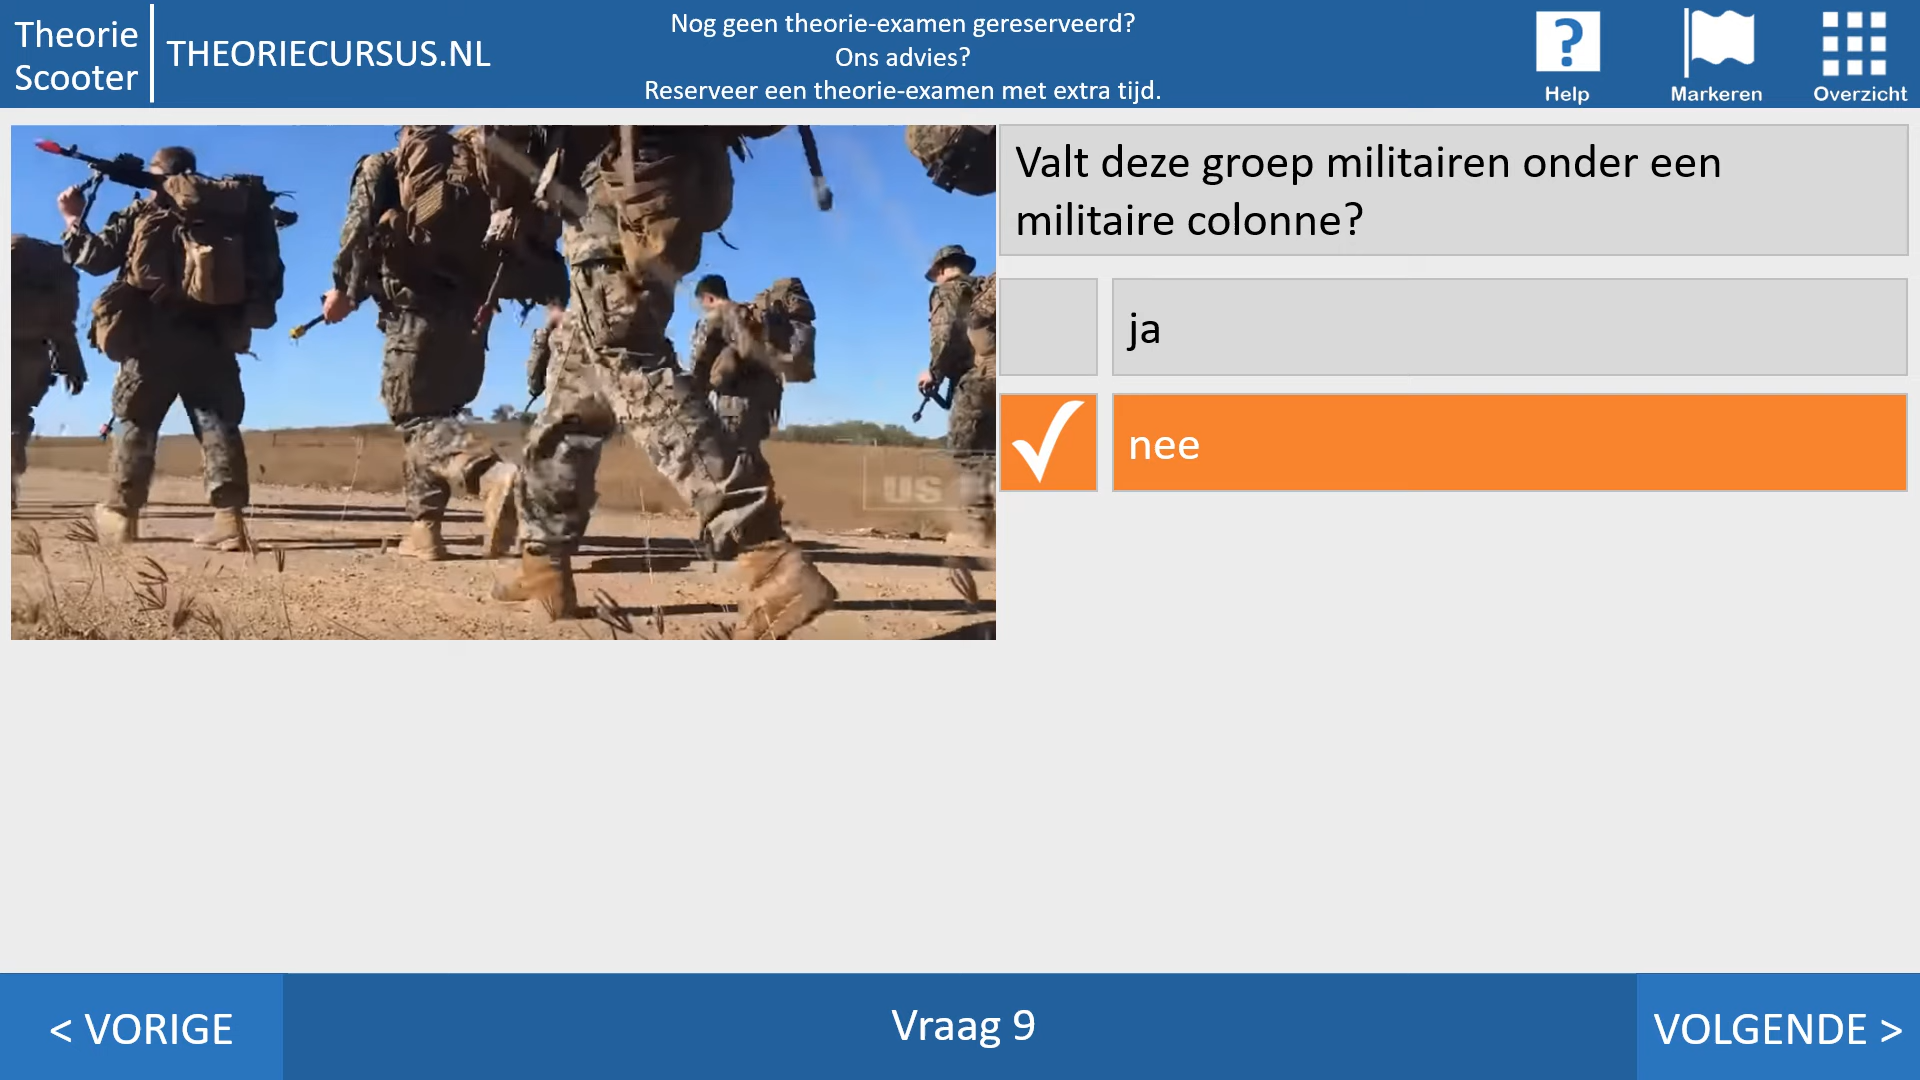 Theorie
Scooter
THEORIECURSUS.NL
Nog geen theorie-examen gereserveerd?
Ons advies?
Reserveer een theorie-examen met extra tijd.
Help
Markeren
Overzicht
Valt deze groep militairen onder een
militaire colonne?
ja
nee
US
< VORIGE
Vraag 9
VOLGENDE >